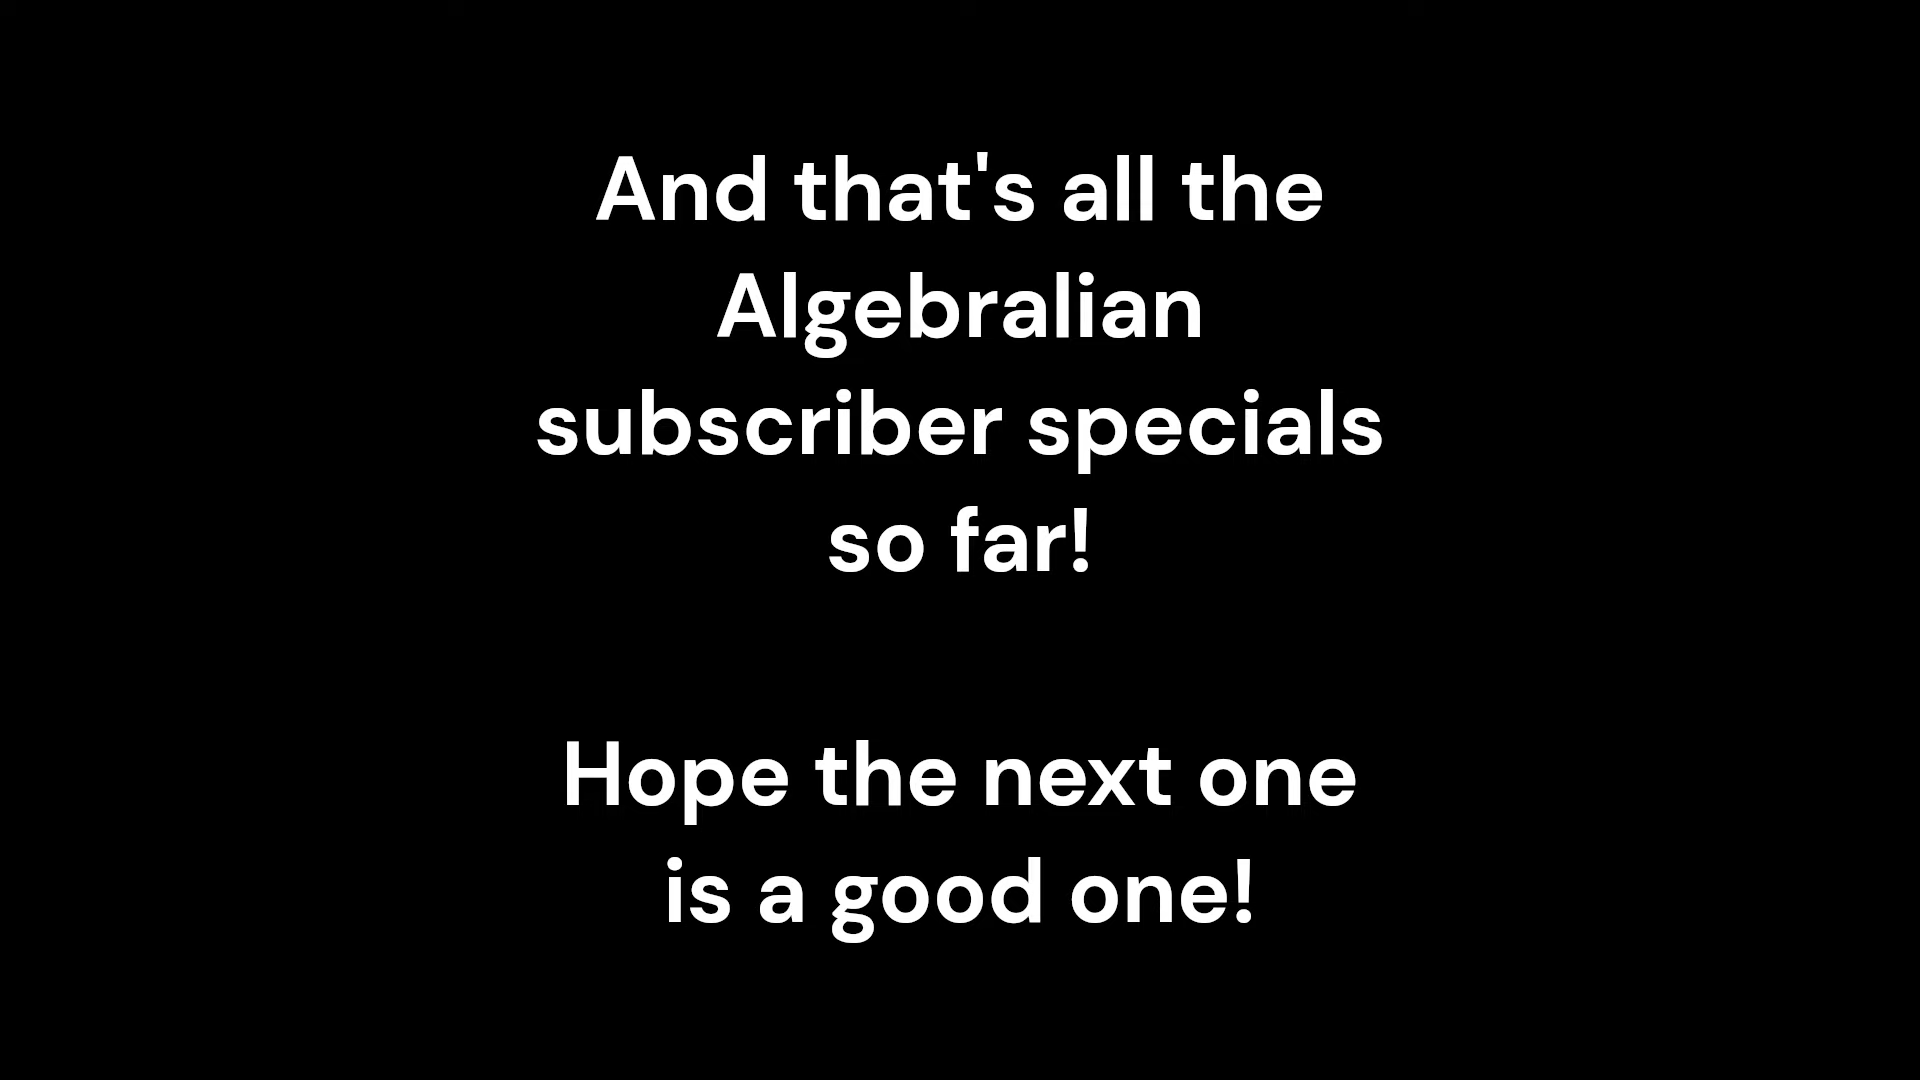 And that's all the
Algebralian
subscriber specials
so far!
Hope the next one
is a good one!